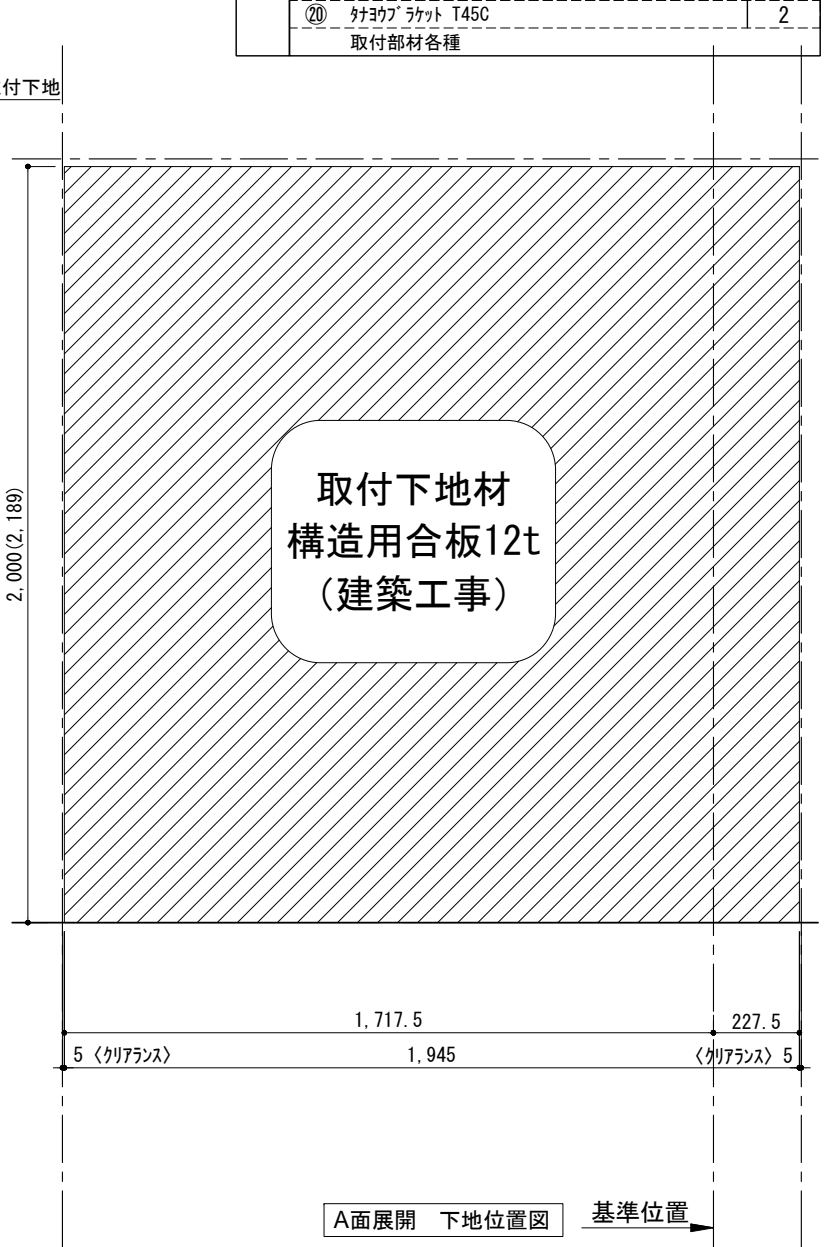 ⑳ ﾀﾅﾖｳﾌﾞﾗｹｯﾄ T45C 2
取付部材各種
付下地
2,000(2,189)
取付下地材
構造用合板12t
(建築工事)
1,717.5 227.5
5 〈ｸﾘｱﾗﾝｽ〉 1,945 〈ｸﾘｱﾗﾝｽ〉 5
A面展開 下地位置図 基準位置